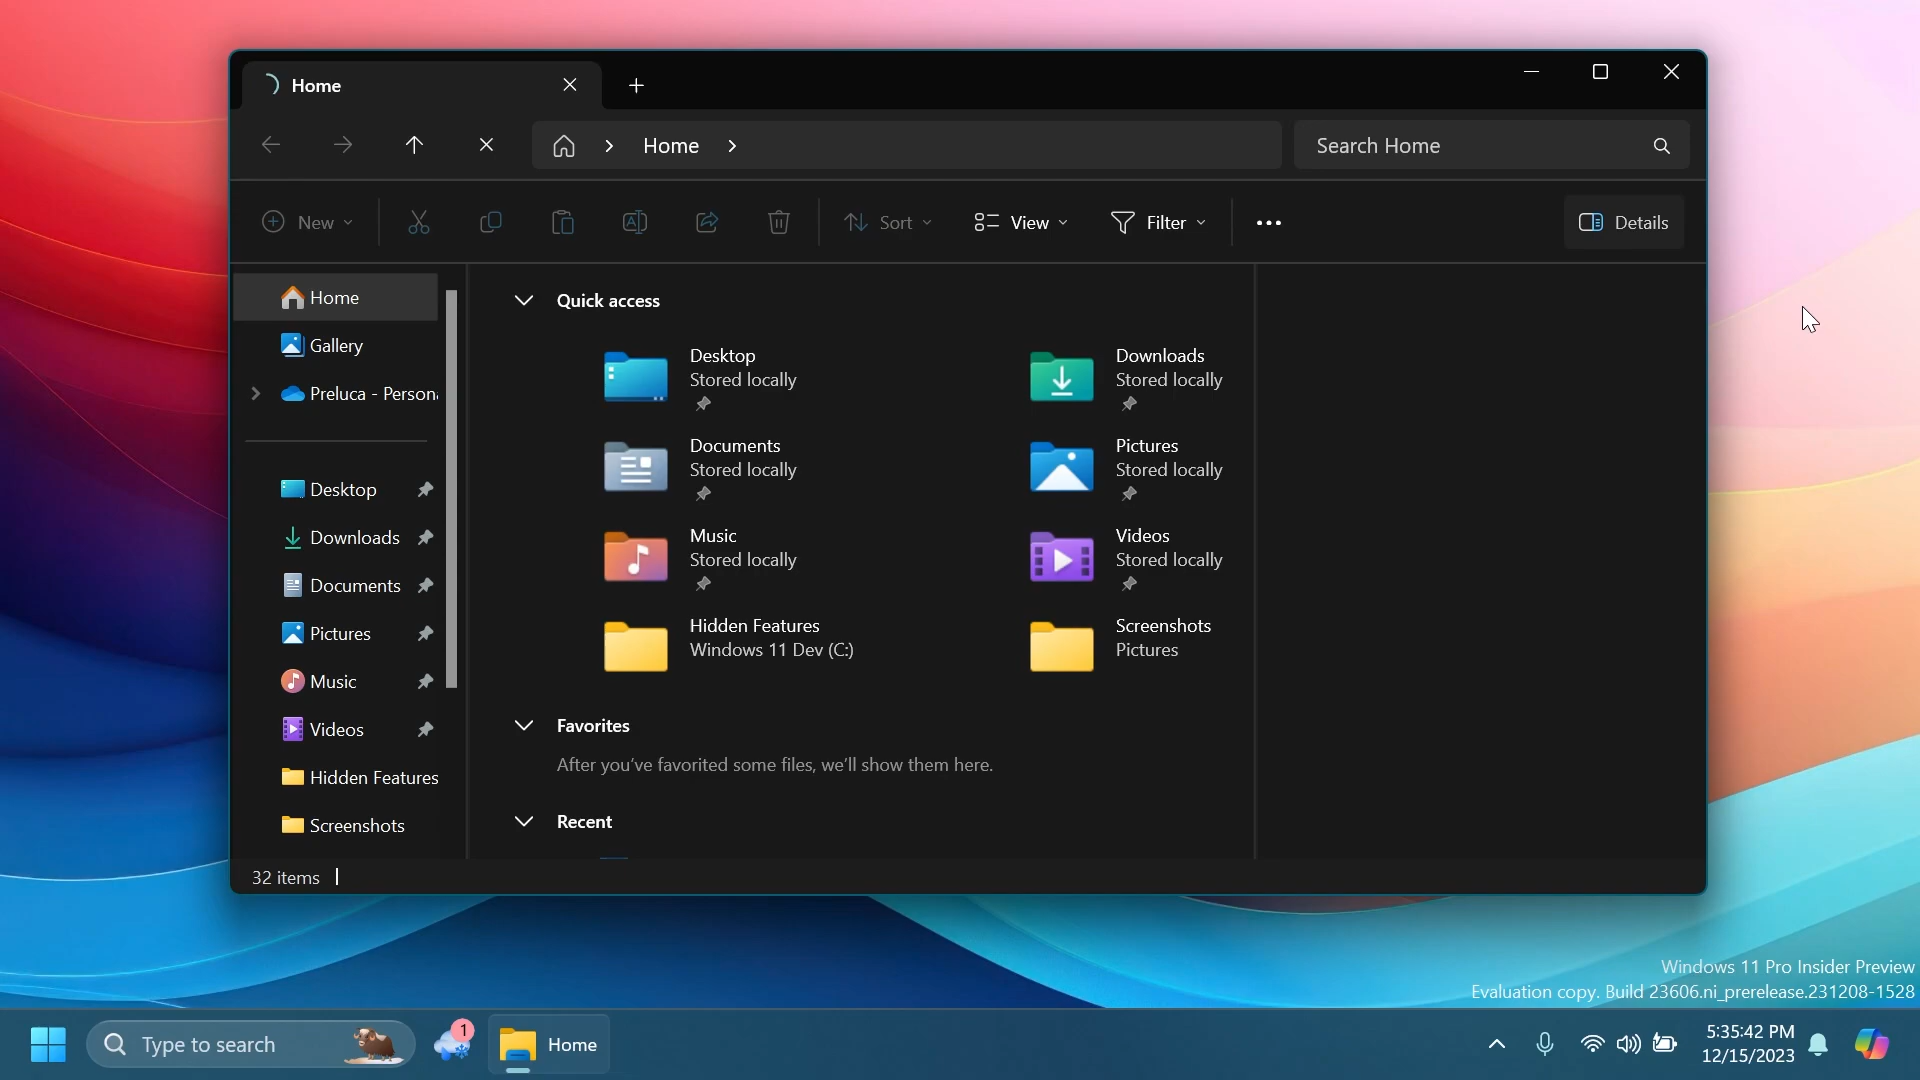 Home
Home
Search Home
New
Sort
View
Filter
Details
Home
Gallery
Preluca - Persona
Desktop
Downloads
Documents
Pictures
Music
Videos
Hidden Features
Screenshots
Quick access
Desktop
Stored locally
Downloads
Stored locally
Documents
Stored locally
Pictures
Stored locally
Music
Stored locally
Videos
Stored locally
Hidden Features
Windows 11 Dev (C:)
Screenshots
Pictures
Favorites
After you've favorited some files, we'll show them here.
Recent
32 items
Windows 11 Pro Insider Preview
Evaluation copy. Build 23606.ni_prerelease.231208-1528
Type to search
1
Home
5:35:42 PM
12/15/2023